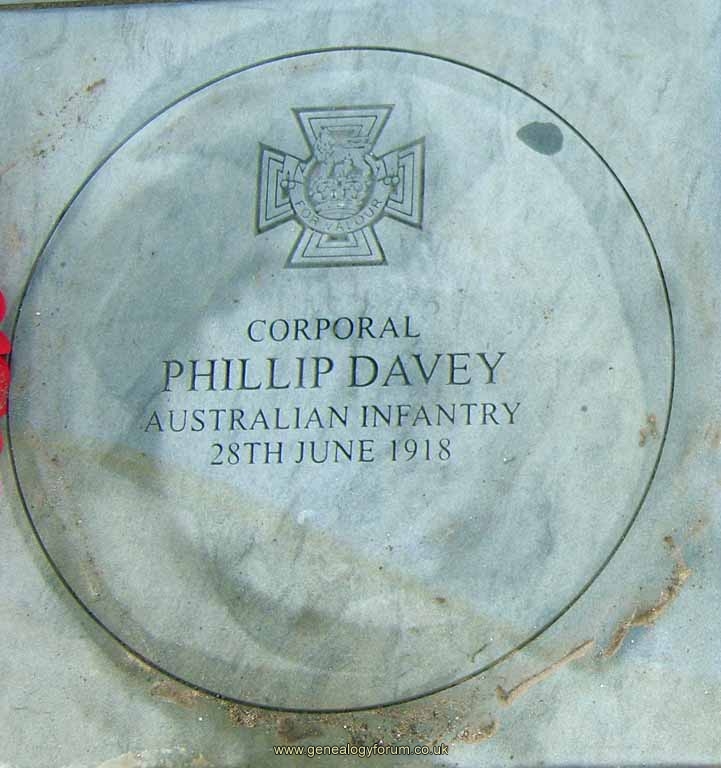 FOR VALOUR
CORPORAL
PHILLIP DAVEY
AUSTRALIAN INFANTRY
28TH JUNE 1918
www.genealogyforum.co.uk